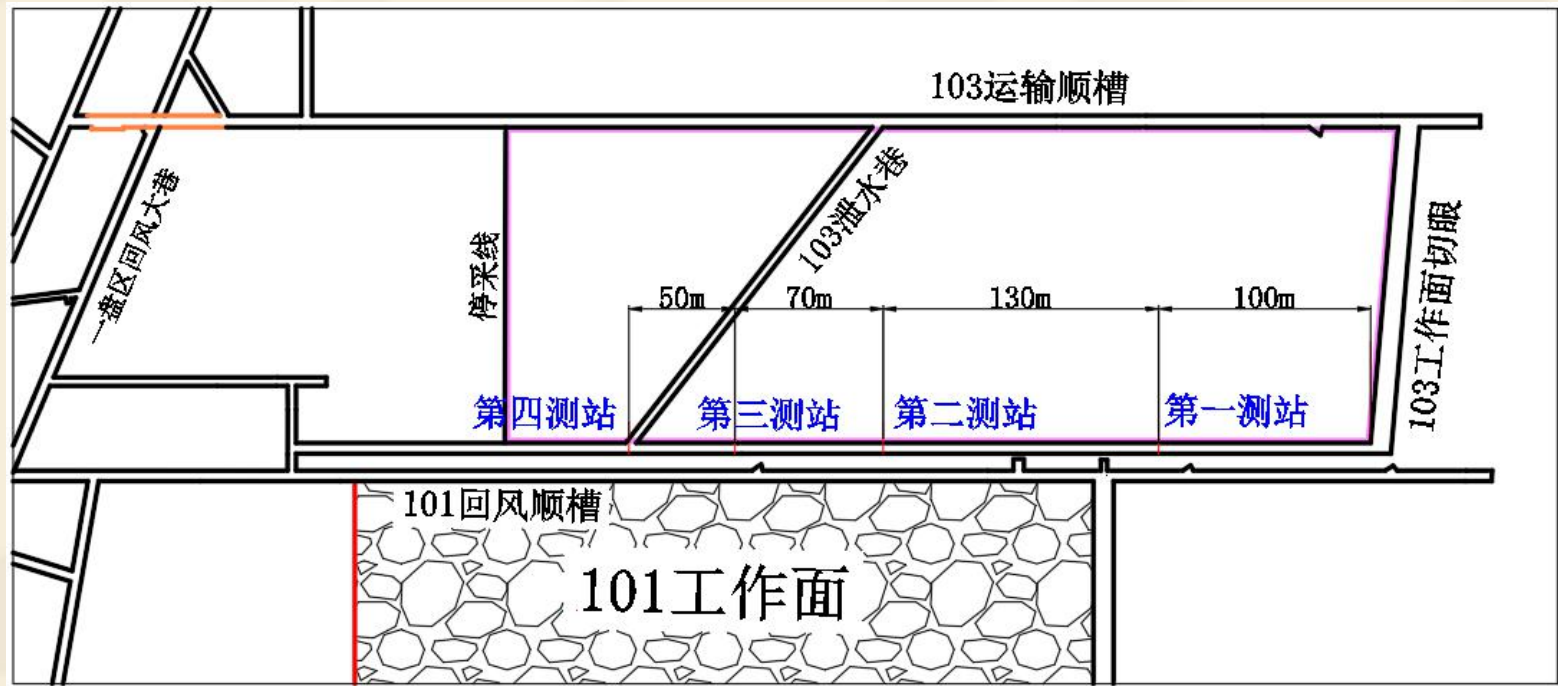 103运输顺槽
一盘区回风大巷
103泄水巷
停采线
103工作面切眼
50m
70m
130m
100m
第四测站
第三测站
第二测站
第一测站
101回风顺槽
101工作面